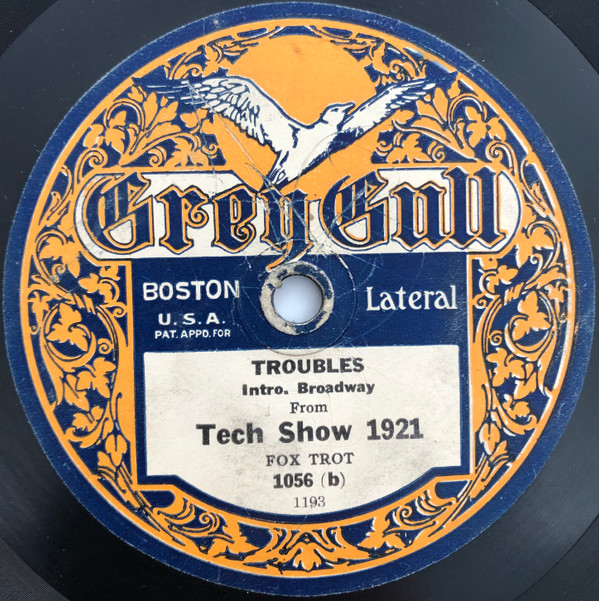 Grey Gull
BOSTON
U.S.A.
PAT. APPD. FOR
Lateral
TROUBLES
Intro. Broadway
From
Tech Show 1921
FOX TROT
1056 (b)
1193